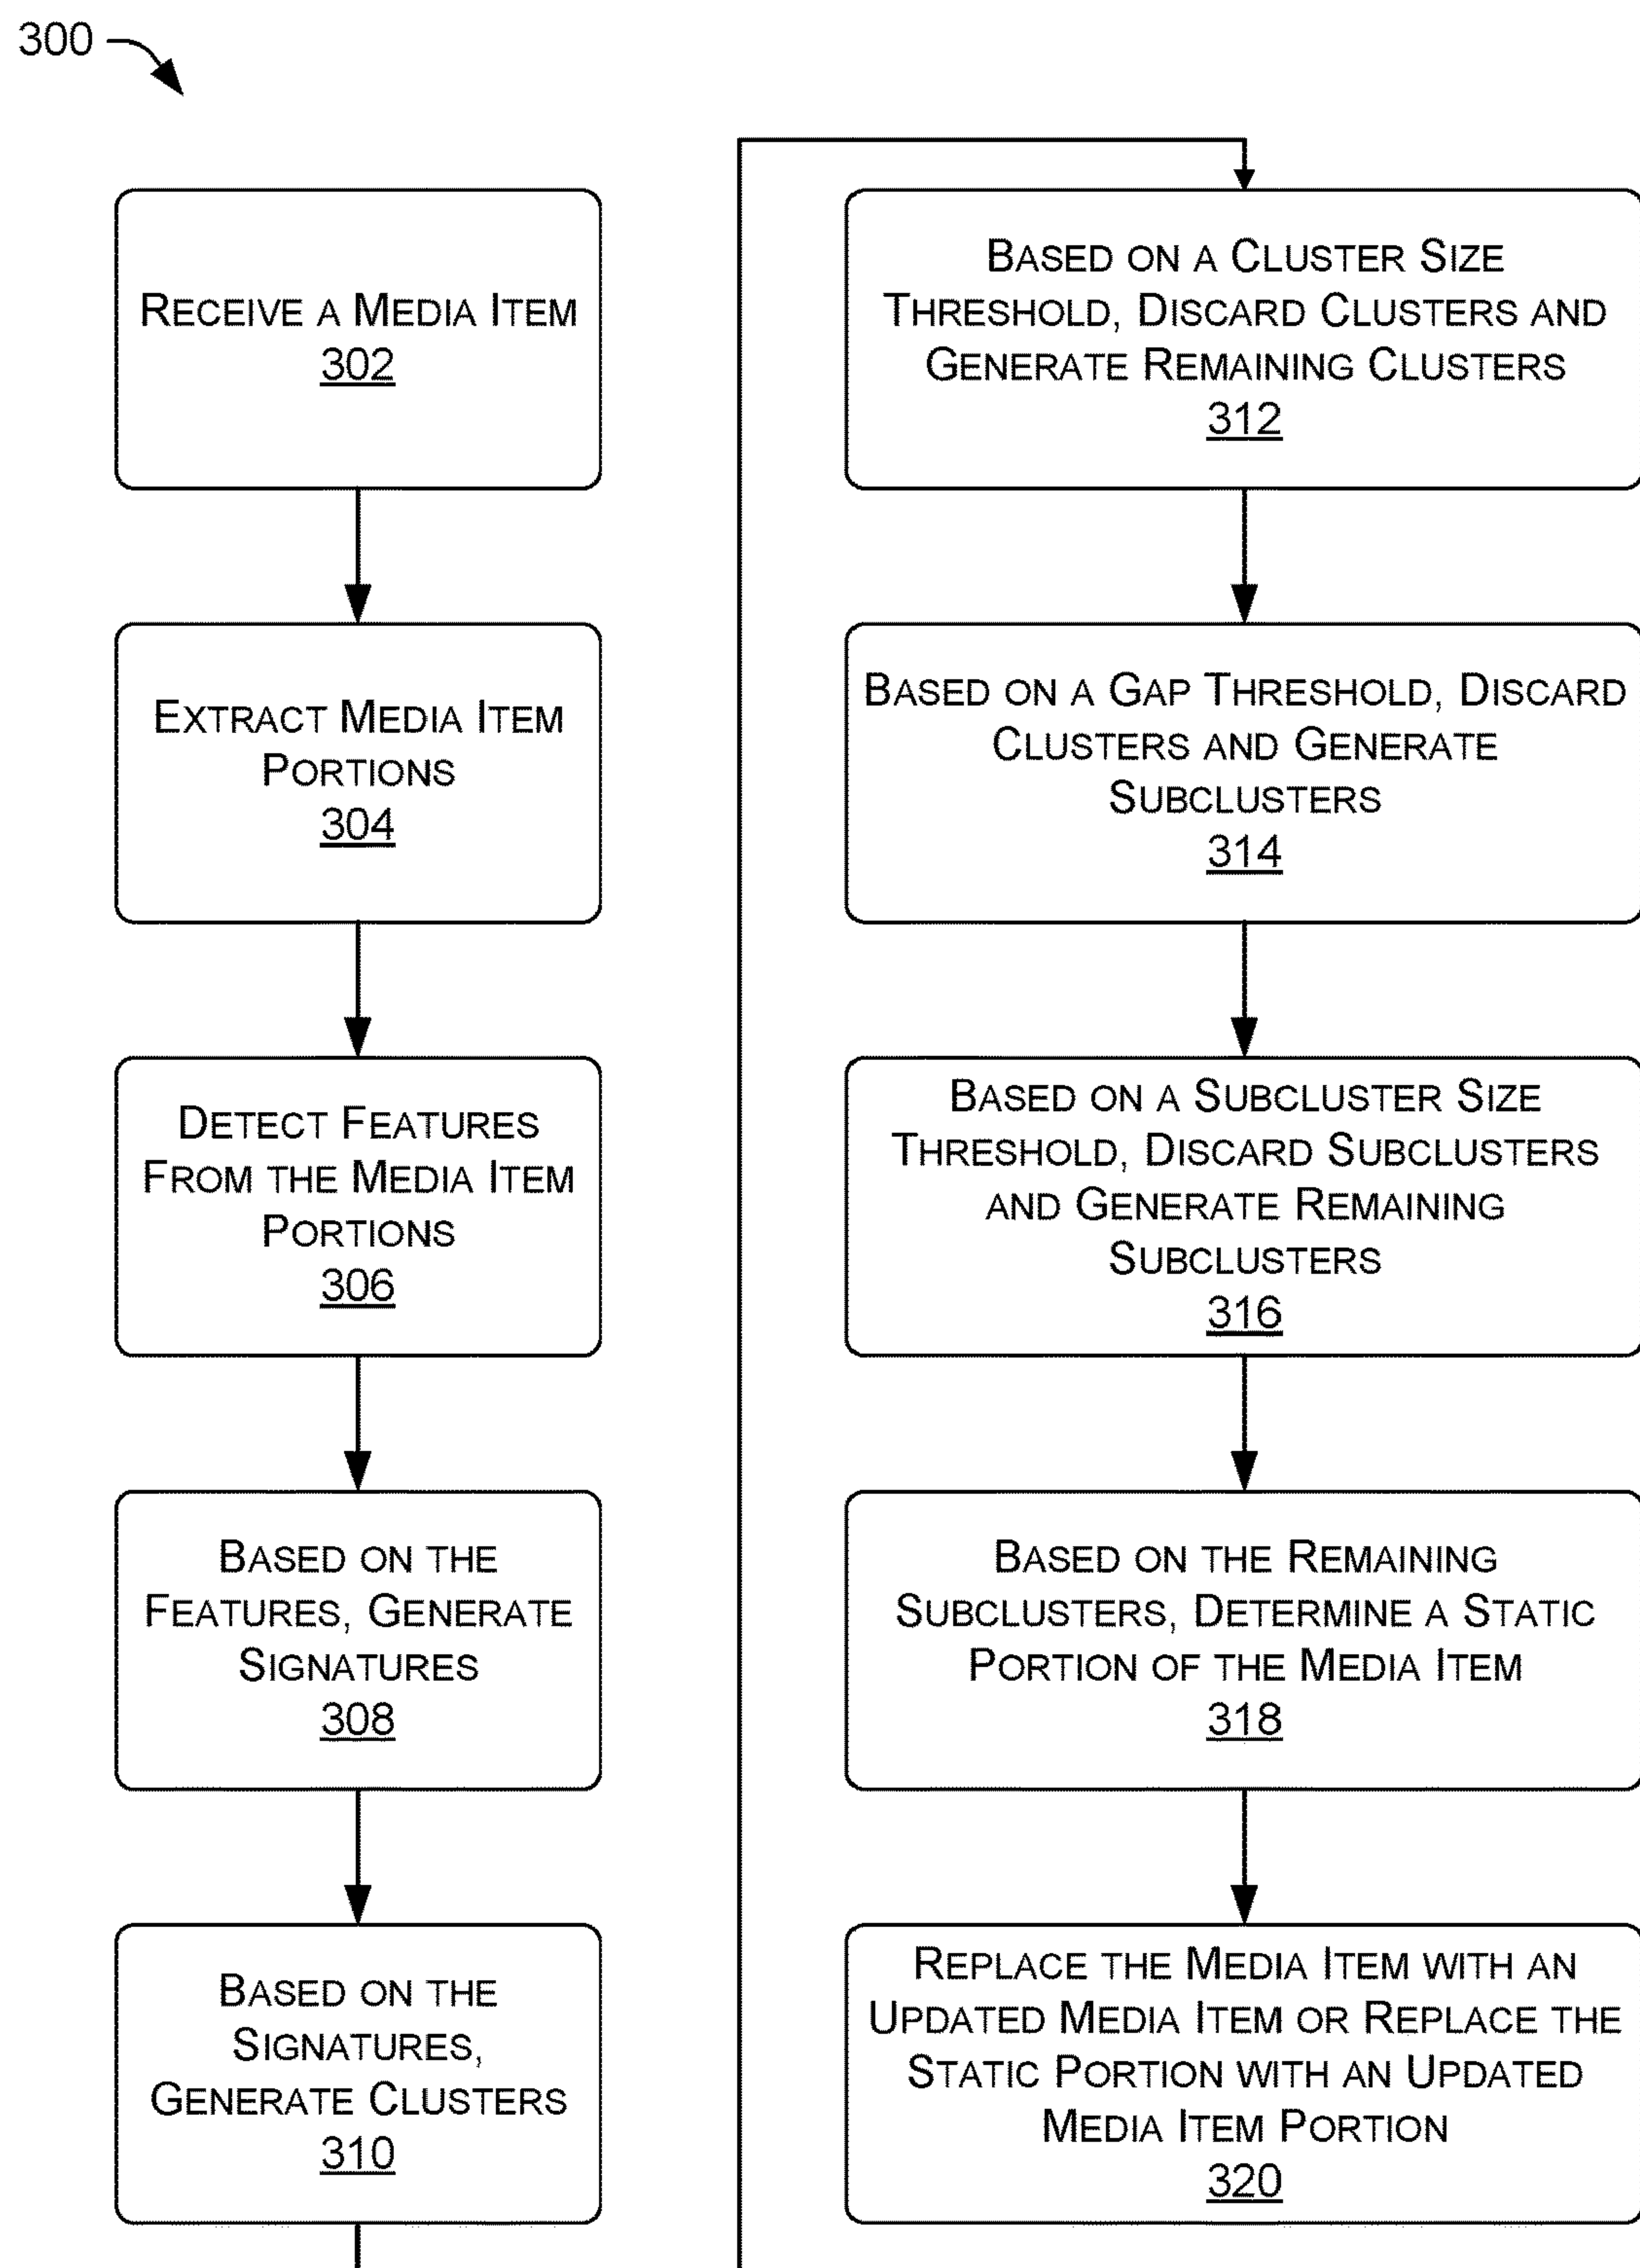 300
RECEIVE A MEDIA ITEM
302
EXTRACT MEDIA ITEM
PORTIONS
304
DETECT FEATURES
FROM THE MEDIA ITEM
PORTIONS
306
BASED ON THE
FEATURES, GENERATE
SIGNATURES
308
BASED ON THE
SIGNATURES,
GENERATE CLUSTERS
310
BASED ON A CLUSTER SIZE
THRESHOLD, DISCARD CLUSTERS AND
GENERATE REMAINING CLUSTERS
312
BASED ON A GAP THRESHOLD, DISCARD
CLUSTERS AND GENERATE
SUBCLUSTERS
314
BASED ON A SUBCLUSTER SIZE
THRESHOLD, DISCARD SUBCLUSTERS
AND GENERATE REMAINING
SUBCLUSTERS
316
BASED ON THE REMAINING
SUBCLUSTERS, DETERMINE A STATIC
PORTION OF THE MEDIA ITEM
318
REPLACE THE MEDIA ITEM WITH AN
UPDATED MEDIA ITEM OR REPLACE THE
STATIC PORTION WITH AN UPDATED
MEDIA ITEM PORTION
320